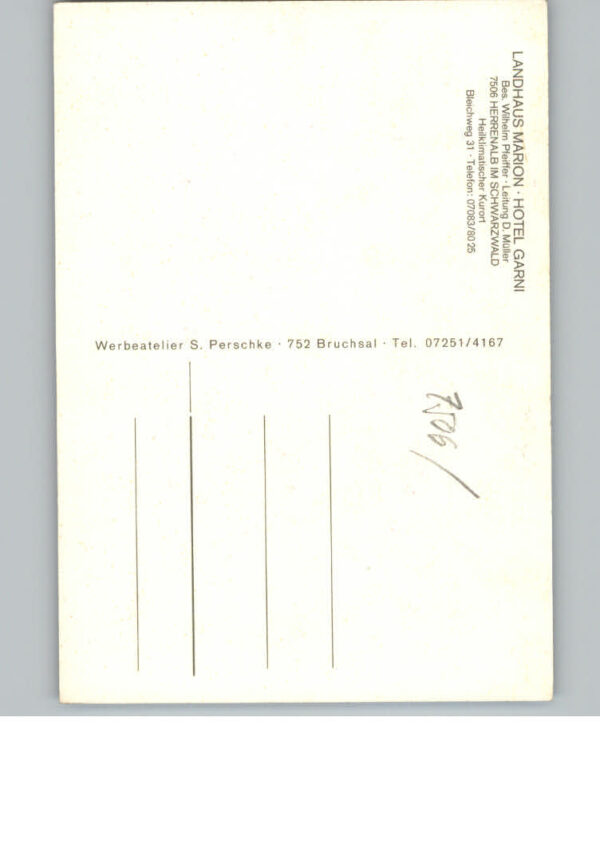 LANDHAUS MARION · HOTEL GARNI
Bes. Wilhelm Pfeiffer · Leitung D. Müller
7506 HERRENALB IM SCHWARZWALD
Heilklimatischer Kurort
Bleichweg 31 · Telefon: 07083/8025
Werbeatelier S. Perschke · 752 Bruchsal · Tel. 07251/4167
7506/